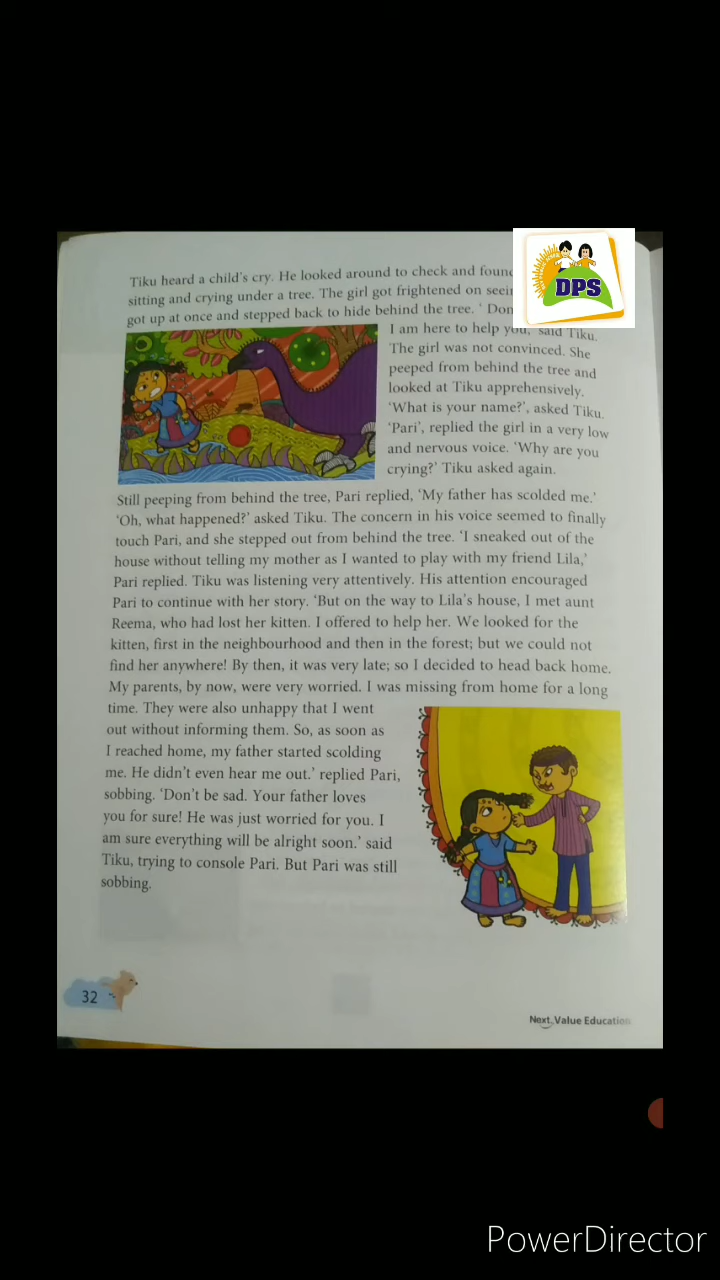 Tiku heard a child's cry. He looked around to check and found
sitting and crying under a tree. The girl got frightened on
got up at once and stepped back to hide behind the tree. '
I am here to help you,' said Tiku.
The girl was not convinced. She
peeped from behind the tree and
looked at Tiku apprehensively.
'What is your name?', asked Tiku.
'Pari', replied the girl in a very low
and nervous voice. 'Why are you
crying?' Tiku asked again.
Still peeping from behind the tree, Pari replied, 'My father has scolded me.'
'Oh, what happened?' asked Tiku. The concern in his voice seemed to finally
touch Pari, and she stepped out from behind the tree. 'I sneaked out of the
house without telling my mother as I wanted to play with my friend Lila,'
Pari replied. Tiku was listening very attentively. His attention encouraged
Pari to continue with her story. 'But on the way to Lila's house, I met aunt
Reema, who had lost her kitten. I offered to help her. We looked for the
kitten, first in the neighbourhood and then in the forest; but we could not
find her anywhere! By then, it was very late; so I decided to head back home.
My parents, by now, were very worried. I was missing from home for a long
time. They were also unhappy that I went
out without informing them. So, as soon as
I reached home, my father started scolding
me. He didn't even hear me out.' replied Pari,
sobbing. 'Don't be sad. Your father loves
you for sure! He was just worried for you. I
am sure everything will be alright soon.' said
Tiku, trying to console Pari. But Pari was still
sobbing.
DPS
32
Next Value Education
PowerDirector